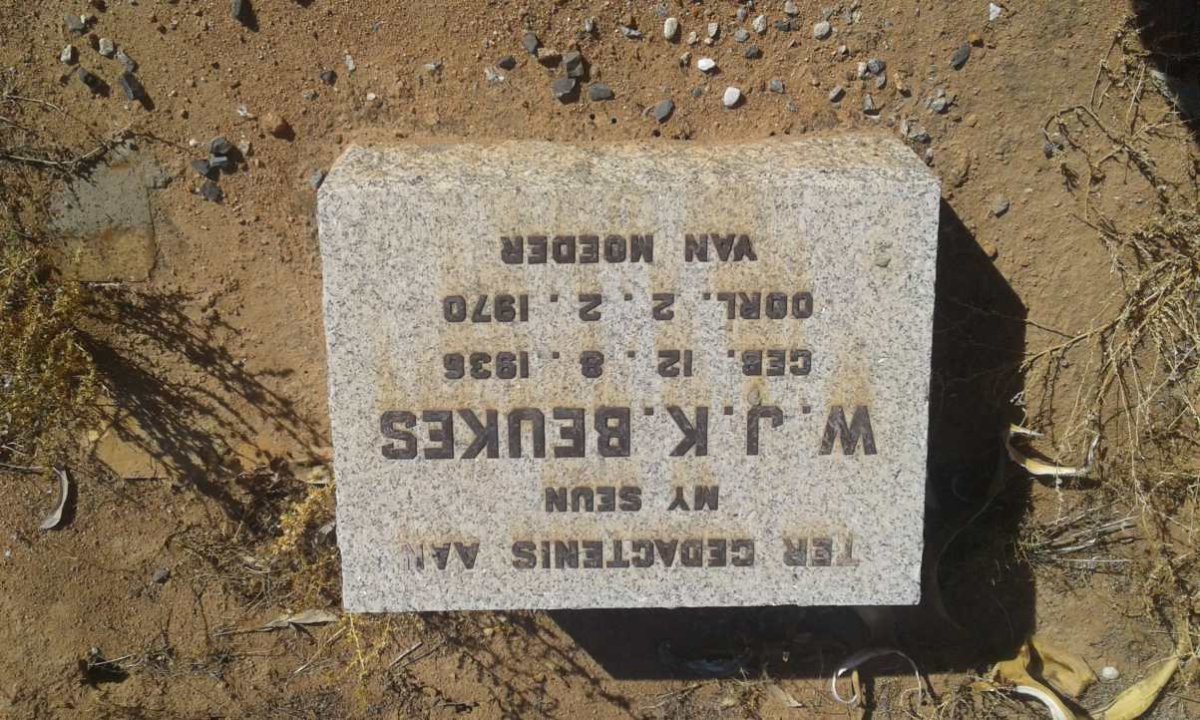 TER GEDAGTENIS AAN
MY SEUN
W. J. K. BEUKES
GEB. 12. 8. 1936
OORL. 2. 2. 1970
VAN MOEDER